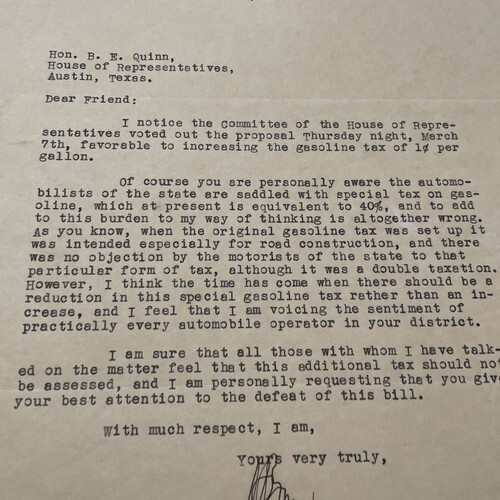 Hon. B. E. Quinn,
House of Representatives,
Austin, Texas.
Dear Friend:
I notice the Committee of the House of Repre-
sentatives voted out the proposal Thursday night, March
7th, favorable to increasing the gasoline tax of 1¢ per
gallon.
Of course you are personally aware the automo-
bilists of the state are saddled with special tax on gas-
oline, which at present is equivalent to 40%, and to add
to this burden to my way of thinking is altogether wrong.
As you know, when the original gasoline tax was set up it
was intended especially for road construction, and there
was no objection by the motorists of the state to that
particular form of tax, although it was a double taxation.
However, I think the time has come when there should be a
reduction in this special gasoline tax rather than an in-
crease, and I feel that I am voicing the sentiment of
practically every automobile operator in your district.
I am sure that all those with whom I have talk-
ed on the matter feel that this additional tax should not
be assessed, and I am personally requesting that you give
your best attention to the defeat of this bill.
With much respect, I am,
Yours very truly,